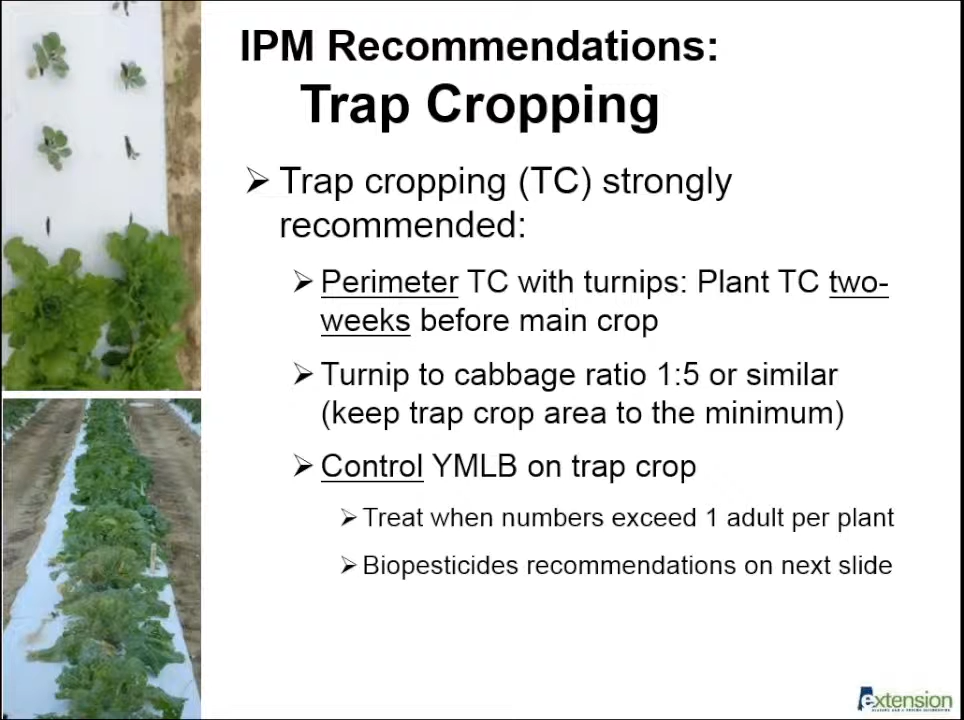 IPM Recommendations:
Trap Cropping
Trap cropping (TC) strongly
recommended:
Perimeter TC with turnips: Plant TC two-
weeks before main crop
Turnip to cabbage ratio 1:5 or similar
(keep trap crop area to the minimum)
Control YMLB on trap crop
Treat when numbers exceed 1 adult per plant
Biopesticides recommendations on next slide
extension